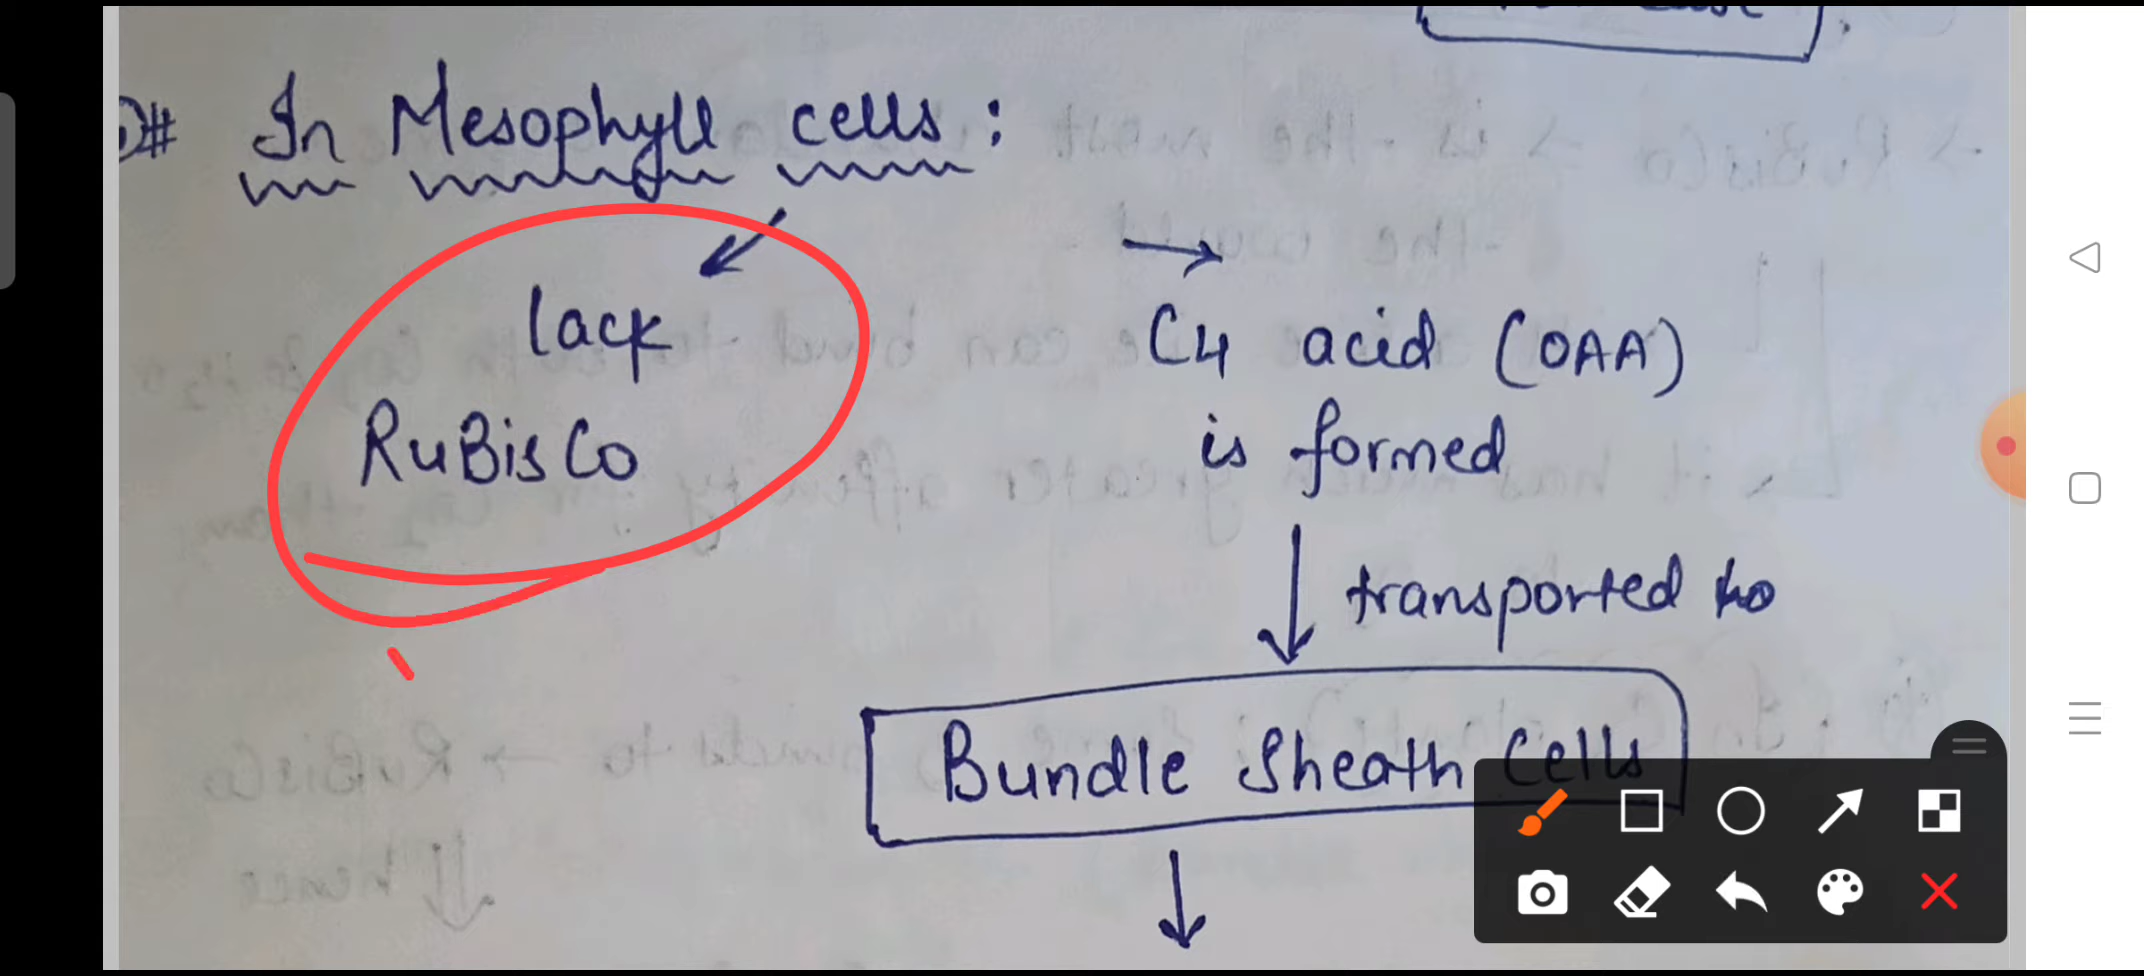 # In Mesophyll cells:
lack
RuBisCo
C4 acid (OAA)
is formed
transported to
Bundle Sheath Cells